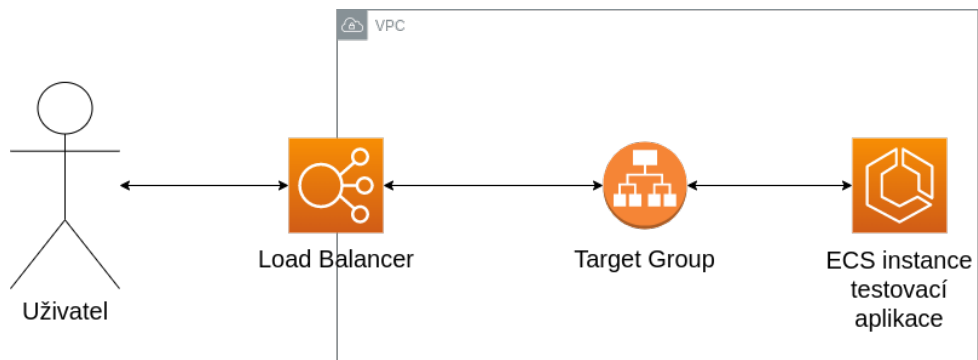 VPC
Load Balancer
Target Group
ECS instance
testovací
aplikace
Uživatel